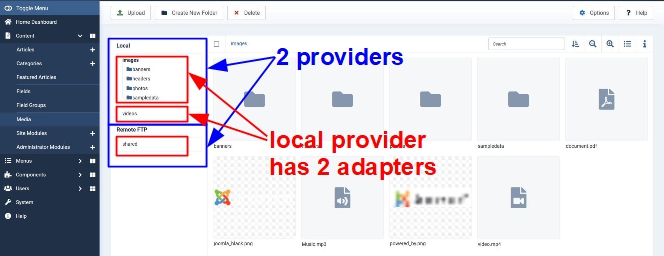 Toggle Menu
Home Dashboard
Content
Articles
Categories
Featured Articles
Fields
Field Groups
Media
Site Modules
Administrator Modules
Menus
Components
Users
System
Help
Upload
Create New Folder
Delete
Options
? Help
Local
images
banners
headers
photos
sampledata
videos
Remote FTP
shared
images
Search
2 providers
local provider
has 2 adapters
banners
sampledata
document.pdf
joomla_black.png
Music.mp3
powered_by.png
video.mp4